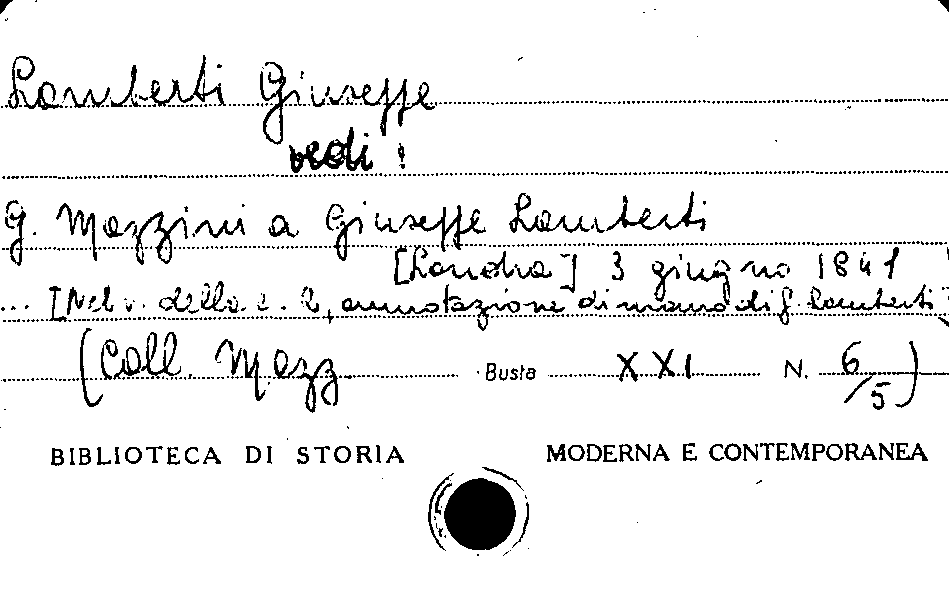 Lamberti Giuseppe
vedi !
G. Mazzini a Giuseppe Lamberti
[Londra] 3 giugno 1841
... [Nel v. della c. 2, annotazione di mano di G. Lamberti]
(Coll. Mazz. Busta XXI N. 6/5)
BIBLIOTECA DI STORIA MODERNA E CONTEMPORANEA